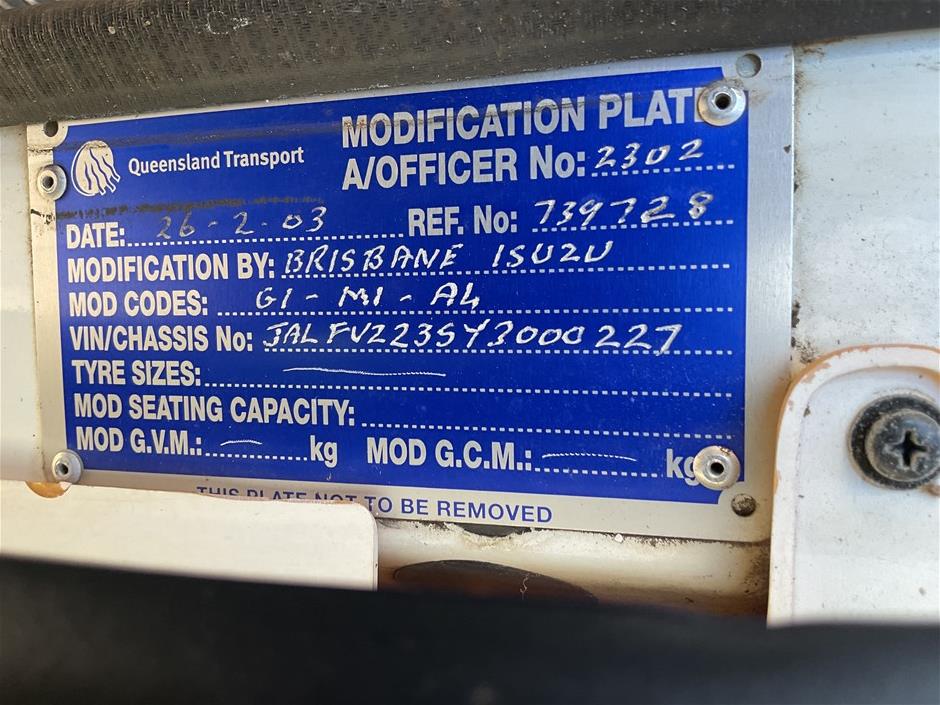 Queensland Transport
MODIFICATION PLATE
A/OFFICER No: 2302
DATE: 26-2-03 REF. No: 739728
MODIFICATION BY: BRISBANE ISUZU
MOD CODES: G1-M1-A4
VIN/CHASSIS No: JALFVZ23SY3000227
TYRE SIZES:
MOD SEATING CAPACITY:
MOD G.V.M.: kg MOD G.C.M.: kg
THIS PLATE NOT TO BE REMOVED